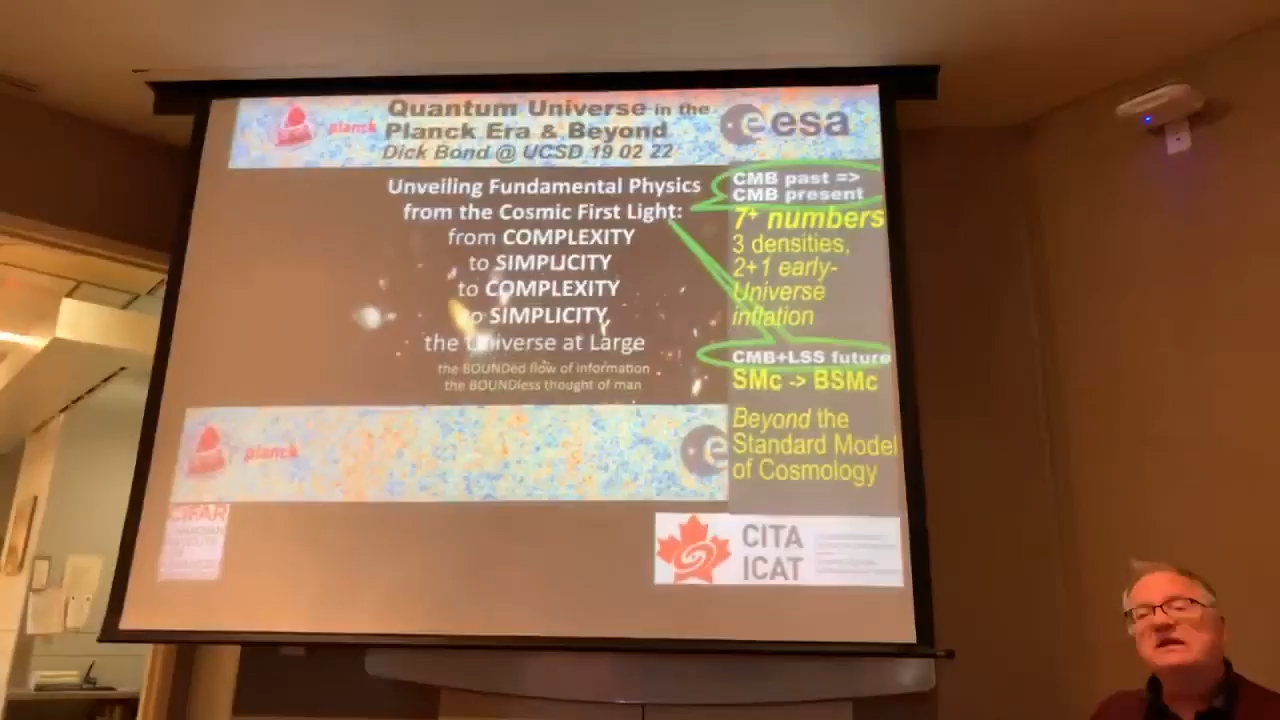 planck
Quantum Universe in the
Planck Era & Beyond
Dick Bond @ UCSD 19 02 22
esa
Unveiling Fundamental Physics
from the Cosmic First Light:
from COMPLEXITY
to SIMPLICITY
to COMPLEXITY
to SIMPLICITY,
the Universe at Large
the BOUNDed flow of information
the BOUNDless thought of man
CMB past =>
CMB present
7+ numbers
3 densities,
2+1 early-
Universe
inflation
CMB+LSS future
SMc -> BSMc
Beyond the
Standard Model
of Cosmology
planck
e
CIFAR
CITA
ICAT